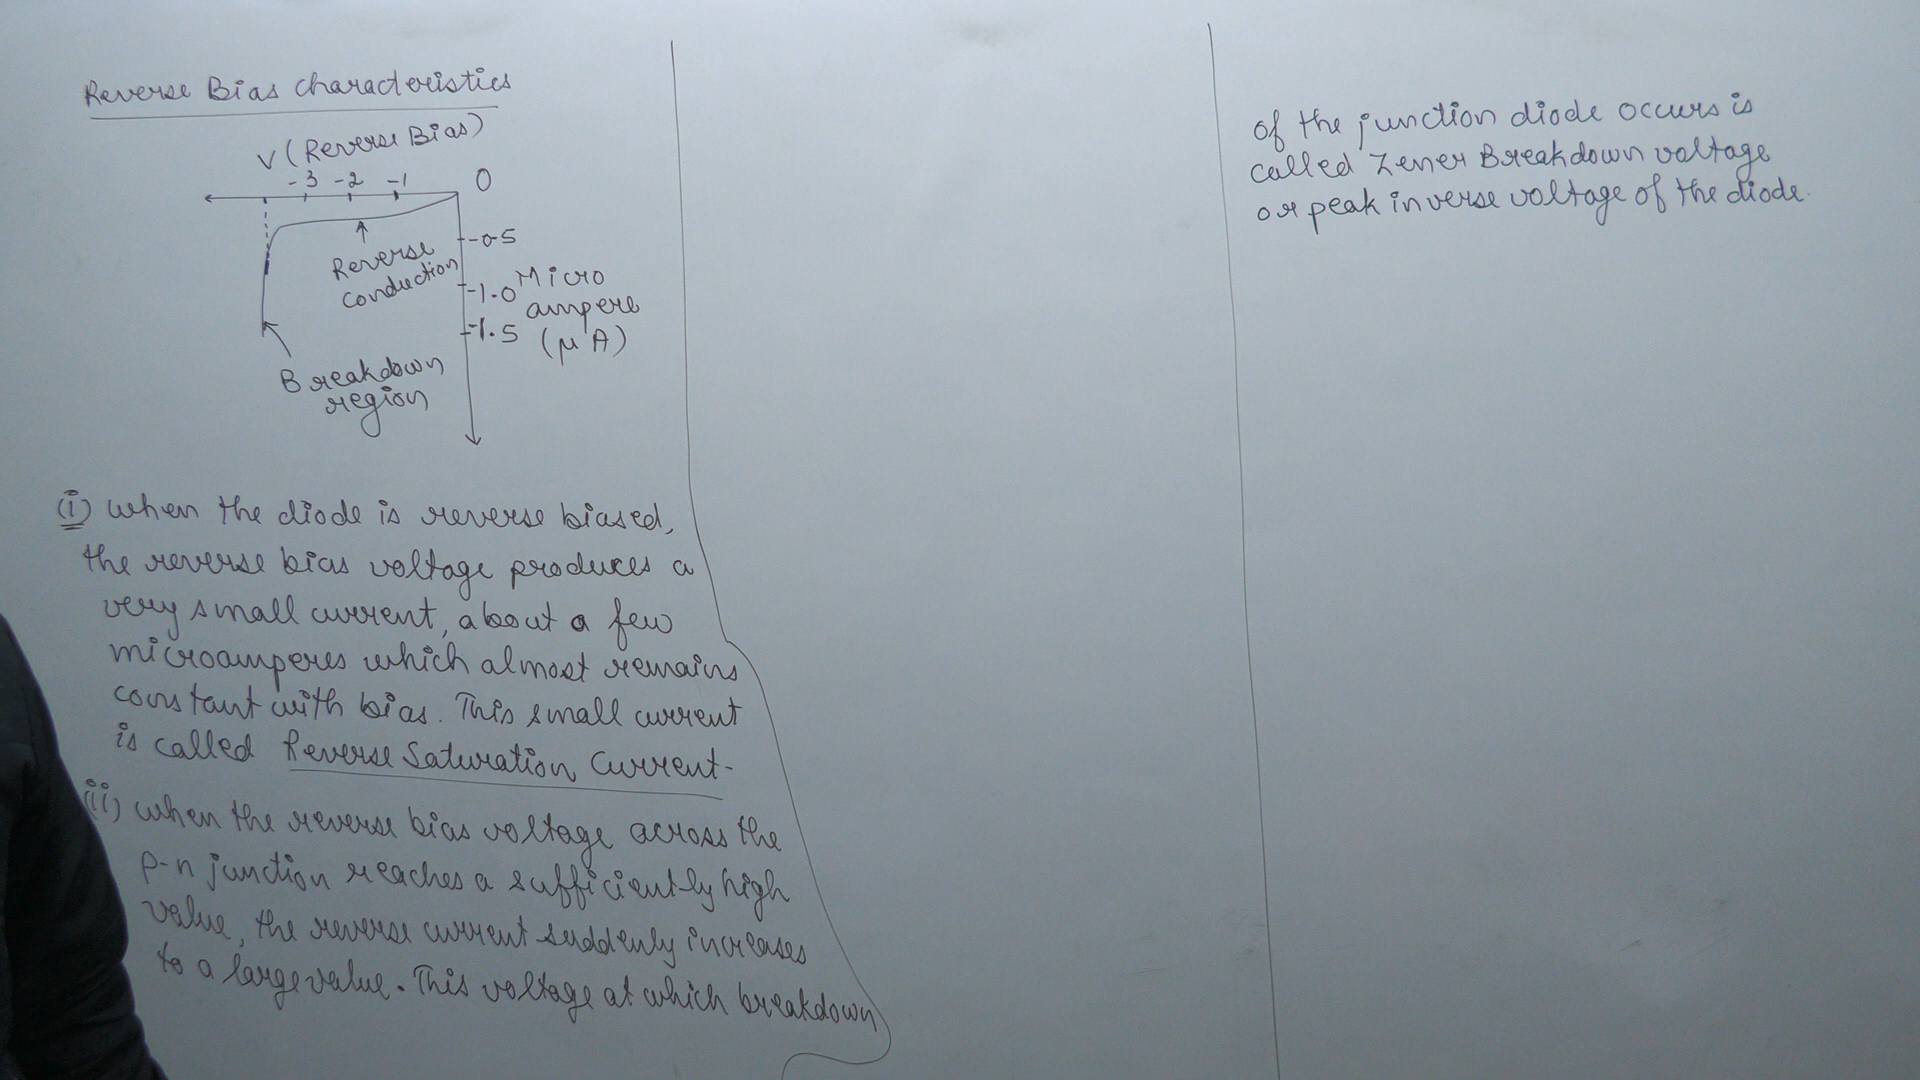 Reverse Bias characteristics
V (Reverse Bias)
-3 -2 -1 0
-0.5
Reverse
conduction
-1.0 Micro
ampere
-1.5 (μA)
Breakdown
region
(i) when the diode is reverse biased,
the reverse bias voltage produces a
very small current, about a few
microamperes which almost remains
constant with bias. This small current
is called Reverse Saturation Current-
(ii) when the reverse bias voltage across the
p-n junction reaches a sufficiently high
value, the reverse current suddenly increases
to a large value. This voltage at which breakdown
of the junction diode occurs is
called Zener Breakdown voltage
or peak inverse voltage of the diode.